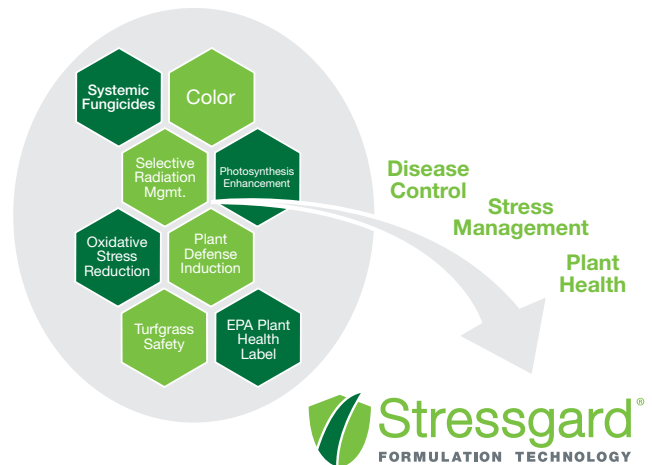 Systemic
Fungicides
Color
Selective
Radiation
Mgmt.
Photosynthesis
Enhancement
Oxidative
Stress
Reduction
Plant
Defense
Induction
Turfgrass
Safety
EPA Plant
Health
Label
Disease
Control
Stress
Management
Plant
Health
Stressgard®
FORMULATION TECHNOLOGY